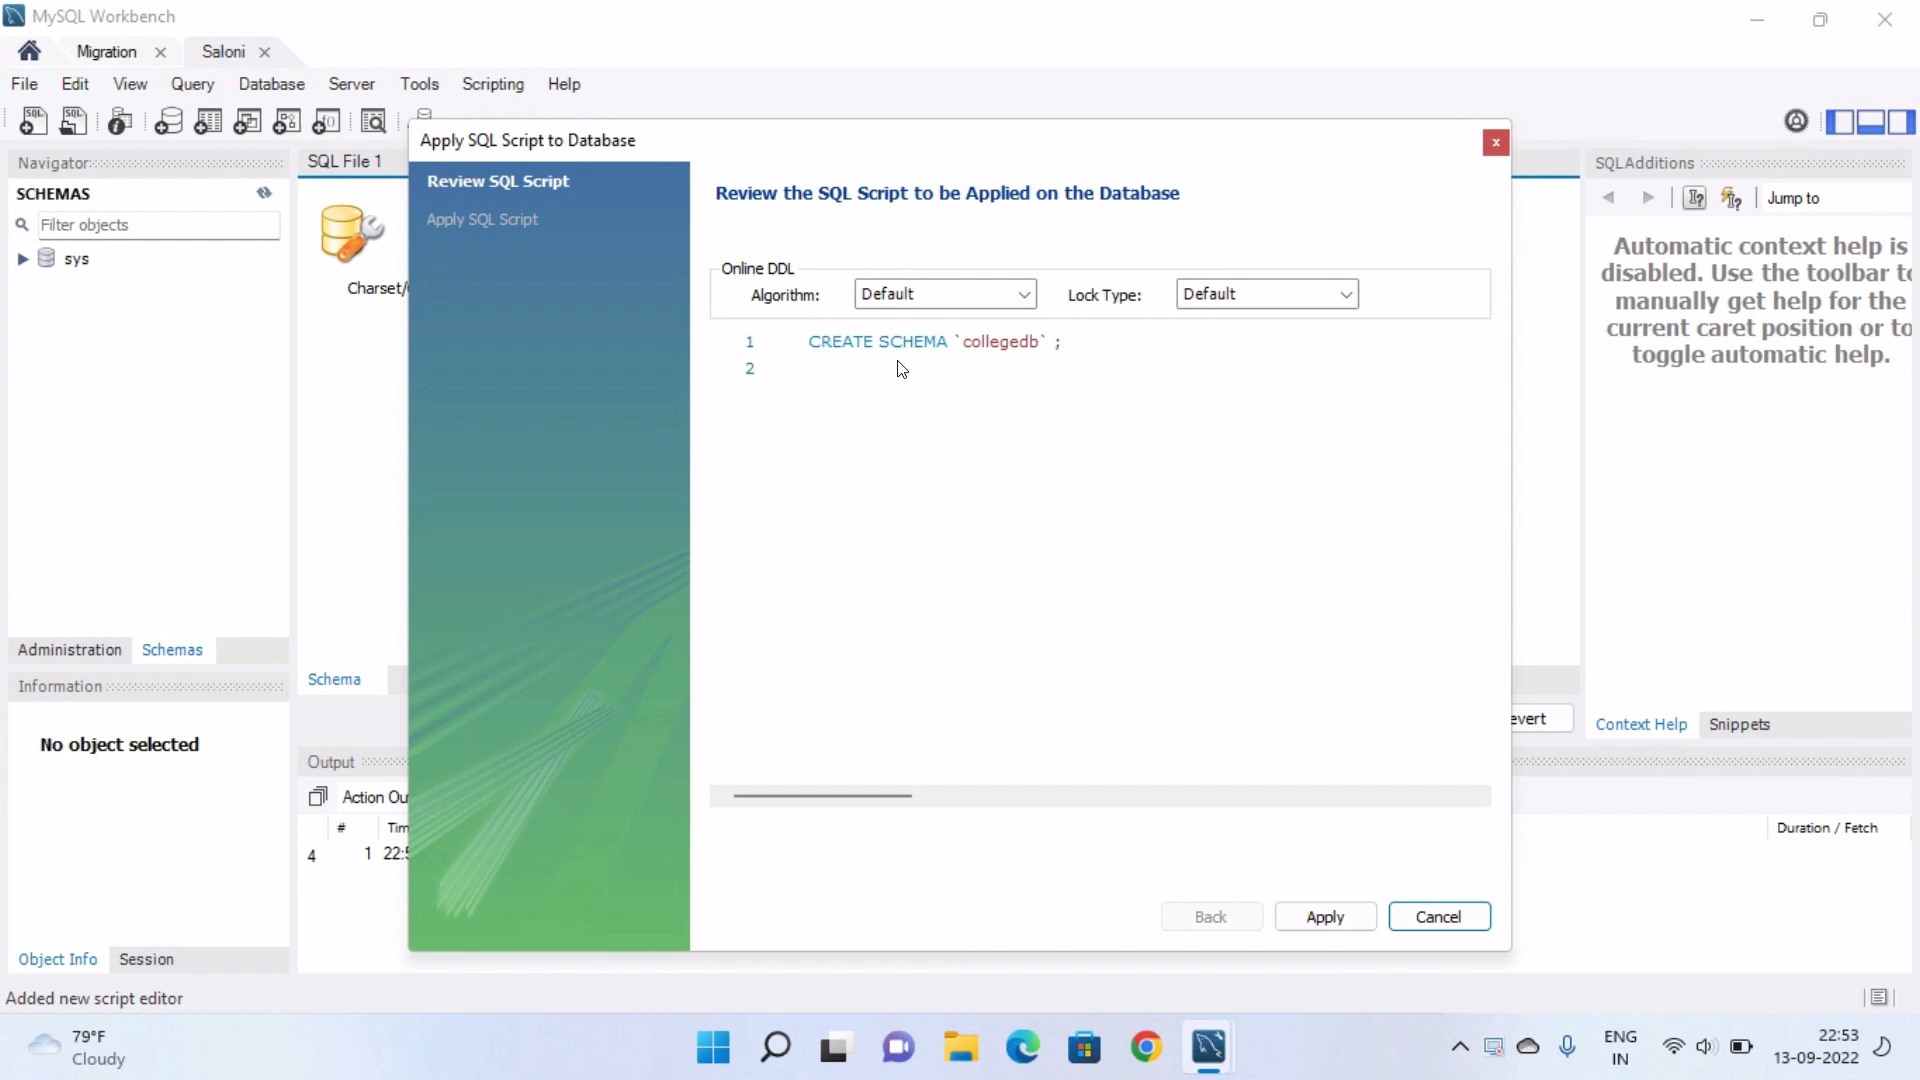 MySQL Workbench
Migration
Saloni
File Edit View Query Database Server Tools Scripting Help
Navigator
SCHEMAS
Filter objects
sys
Administration Schemas
Information
No object selected
Object Info Session
SQL File 1
Charset/
Schema
Output
Action Ou
# Tim
4 1 22:5
Apply SQL Script to Database
Review SQL Script
Apply SQL Script
Review the SQL Script to be Applied on the Database
Online DDL
Algorithm: Default Lock Type: Default
1 CREATE SCHEMA `collegedb` ;
2
Back Apply Cancel
evert
Duration / Fetch
SQLAdditions
Jump to
Automatic context help is
disabled. Use the toolbar to
manually get help for the
current caret position or to
toggle automatic help.
Context Help Snippets
Added new script editor
79°F
Cloudy
ENG
IN
22:53
13-09-2022